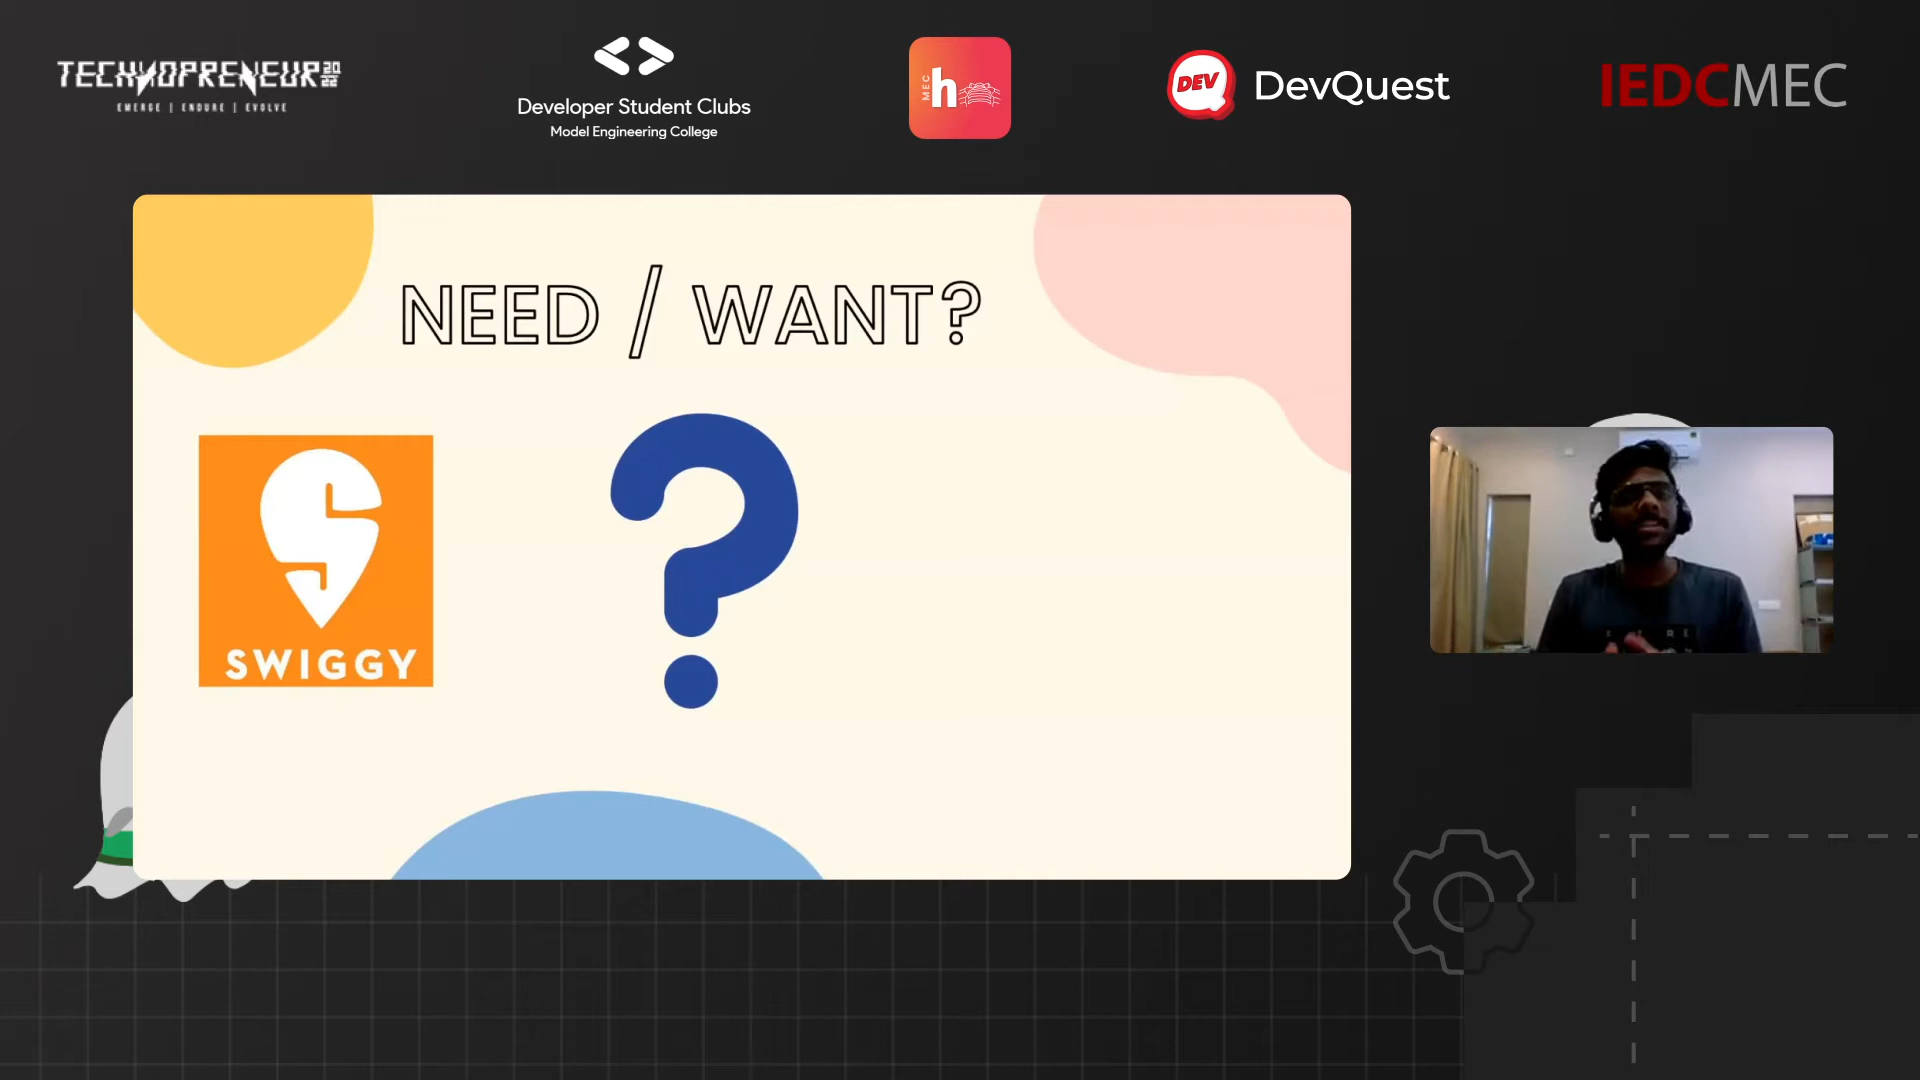 TECHNOPRENEUR 2022
EMERGE | ENDURE | EVOLVE
Developer Student Clubs
Model Engineering College
MEC
h
DEV
DevQuest
IEDCMEC
NEED / WANT?
?
SWIGGY